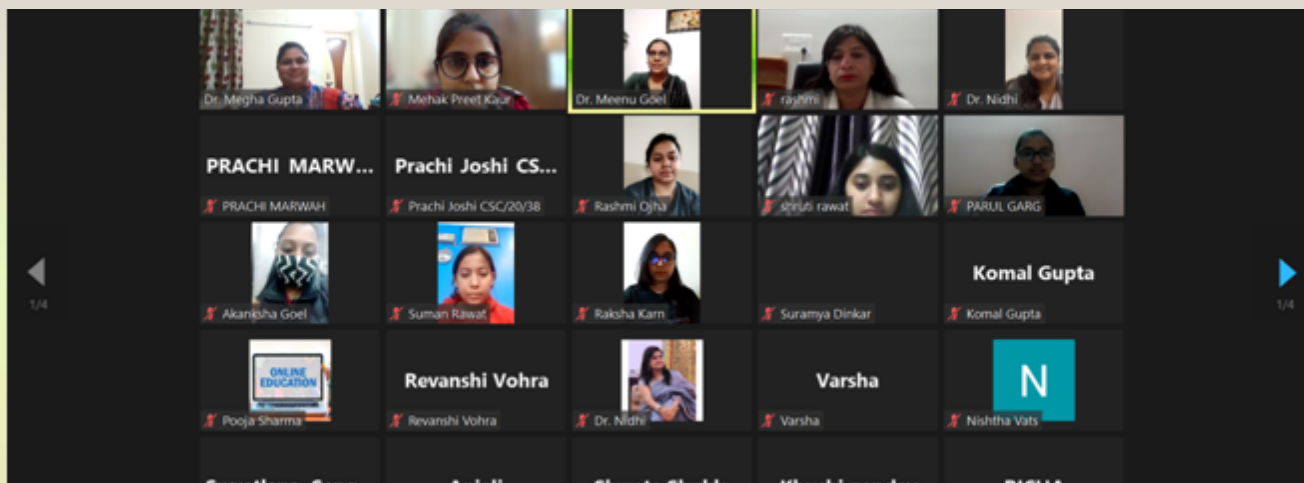 Dr. Megha Gupta
Mehak Preet Kaur
Dr. Meenu Goel
rashmi
Dr. Nidhi
PRACHI MARW...
PRACHI MARWAH
Prachi Joshi CS...
Prachi Joshi CSC/20/38
Rashmi Ojha
shruti rawat
PARUL GARG
1/4
Akanksha Goel
Suman Rawat
Raksha Karn
Suramya Dinkar
Komal Gupta
Komal Gupta
1/4
ONLINE
EDUCATION
Pooja Sharma
Revanshi Vohra
Revanshi Vohra
Dr. Nidhi
Varsha
Varsha
N
Nishtha Vats